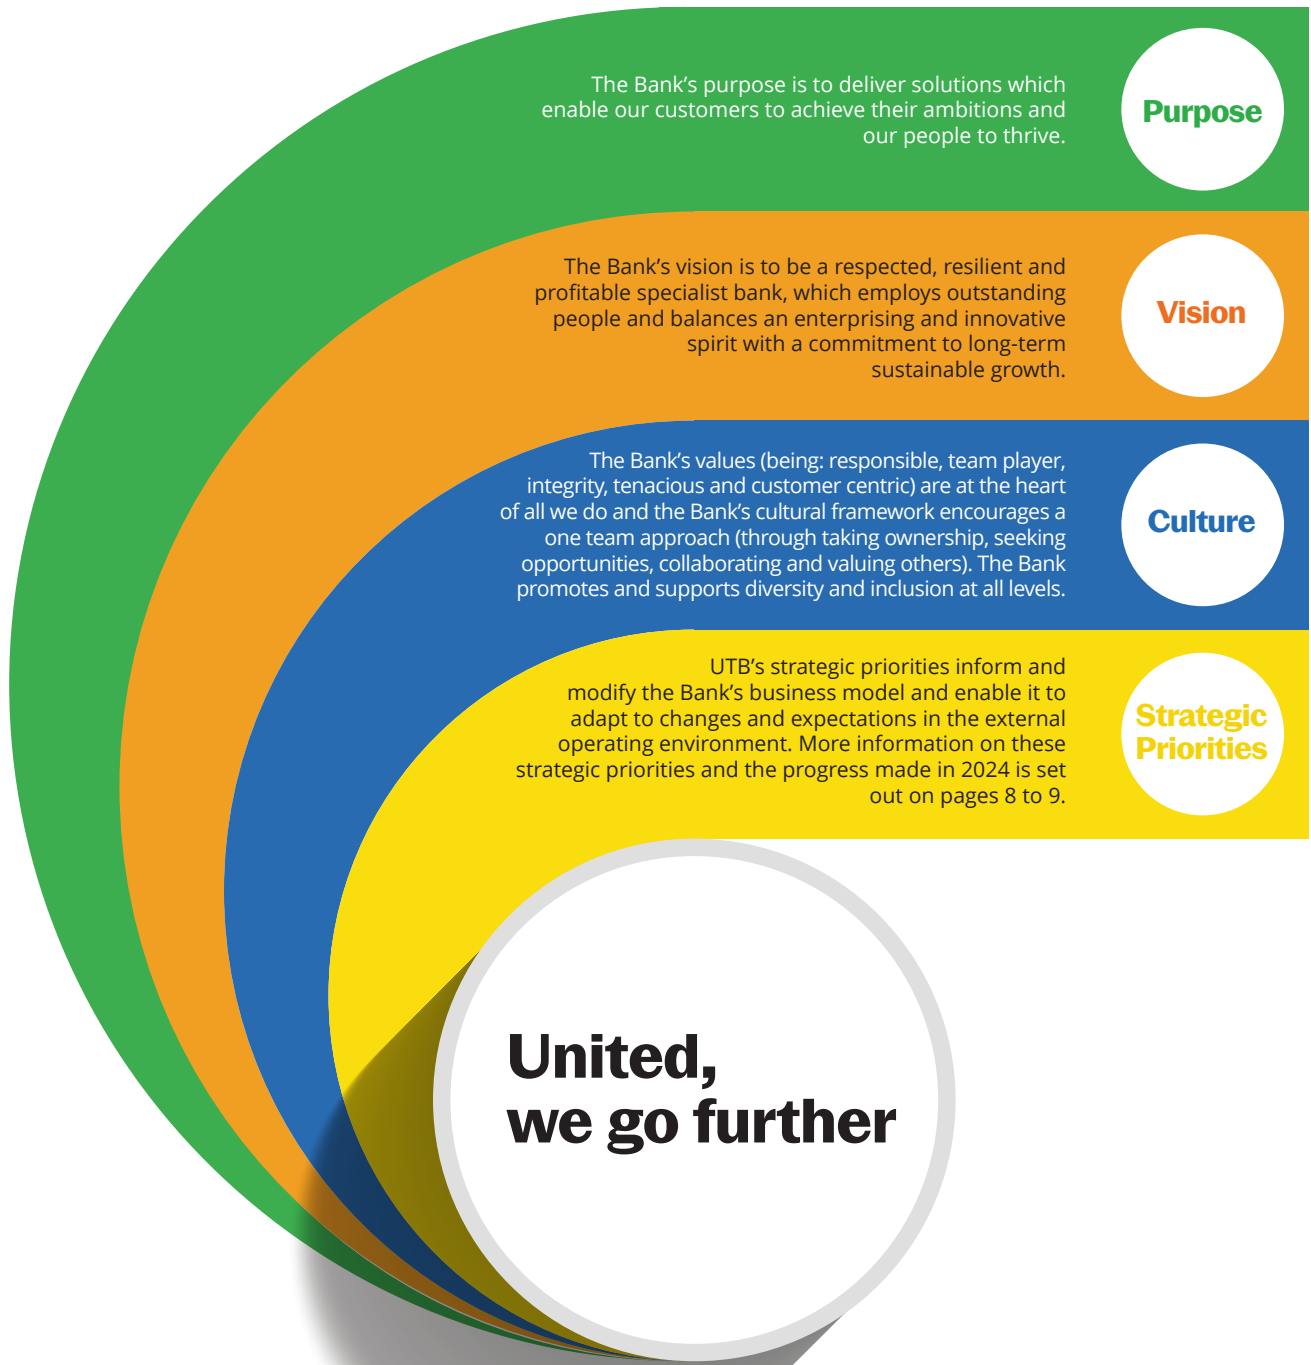 The Bank’s purpose is to deliver solutions which
enable our customers to achieve their ambitions and
our people to thrive.
Purpose
The Bank’s vision is to be a respected, resilient and
profitable specialist bank, which employs outstanding
people and balances an enterprising and innovative
spirit with a commitment to long-term
sustainable growth.
Vision
The Bank’s values (being: responsible, team player,
integrity, tenacious and customer centric) are at the heart
of all we do and the Bank’s cultural framework encourages a
one team approach (through taking ownership, seeking
opportunities, collaborating and valuing others). The Bank
promotes and supports diversity and inclusion at all levels.
Culture
UTB’s strategic priorities inform and
modify the Bank’s business model and enable it to
adapt to changes and expectations in the external
operating environment. More information on these
strategic priorities and the progress made in 2024 is set
out on pages 8 to 9.
Strategic
Priorities
United,
we go further